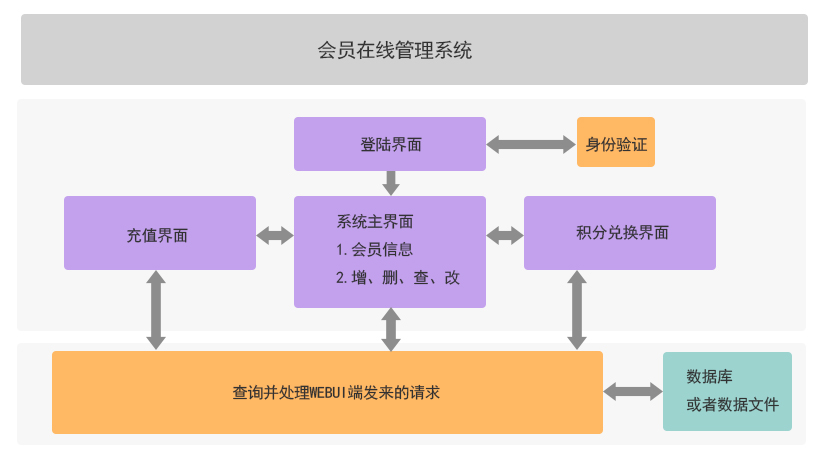 会员在线管理系统
登陆界面
身份验证
充值界面
系统主界面
1.会员信息
2.增、删、查、改
积分兑换界面
查询并处理WEBUI端发来的请求
数据库
或者数据文件